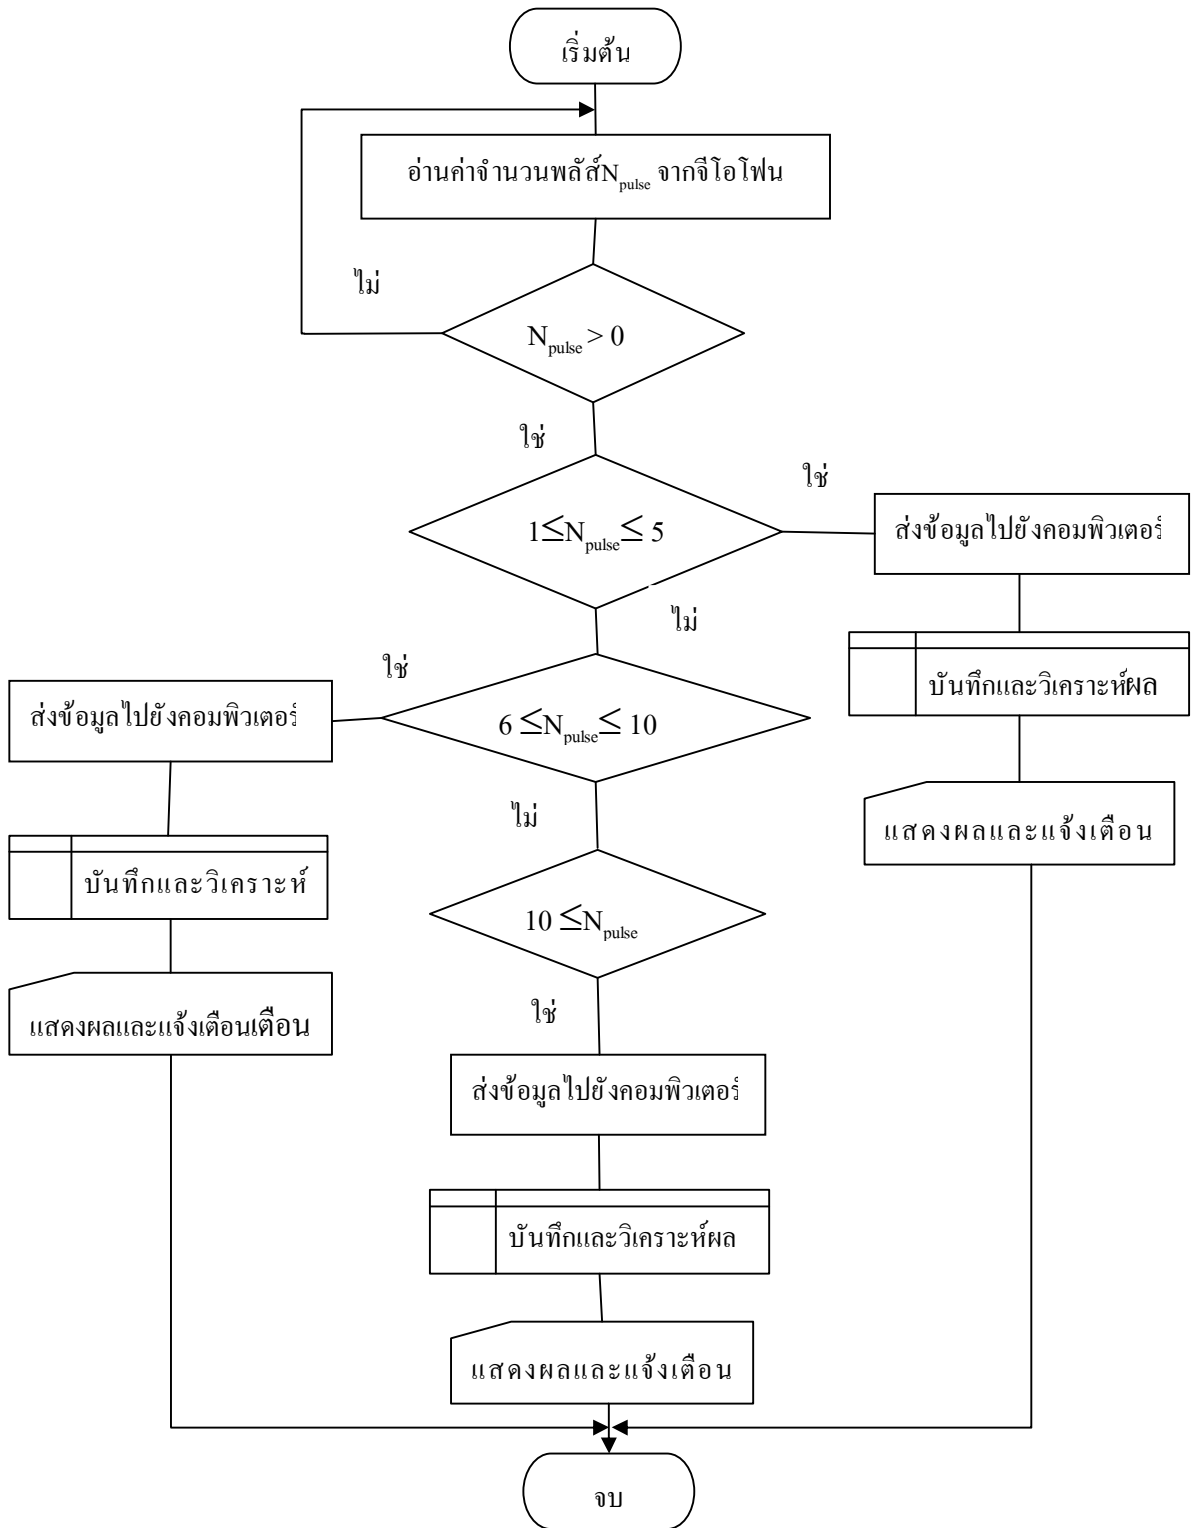 เริ่มต้น
อ่านค่าจำนวนพลัส์N pulse จากจีโอโฟน
ไม่
N pulse > 0
ใช่
ใช่
1≤N pulse ≤ 5
ส่งข้อมูลไปยังคอมพิวเตอร์
ไม่
บันทึกและวิเคราะห์ผล
ใช่
ส่งข้อมูลไปยังคอมพิวเตอร์
6 ≤N pulse ≤ 10
แสดงผลและแจ้งเตือน
ไม่
บันทึกและวิเคราะห์
10 ≤N pulse
แสดงผลและแจ้งเตือนเตือน
ใช่
ส่งข้อมูลไปยังคอมพิวเตอร์
บันทึกและวิเคราะห์ผล
แสดงผลและแจ้งเตือน
จบ